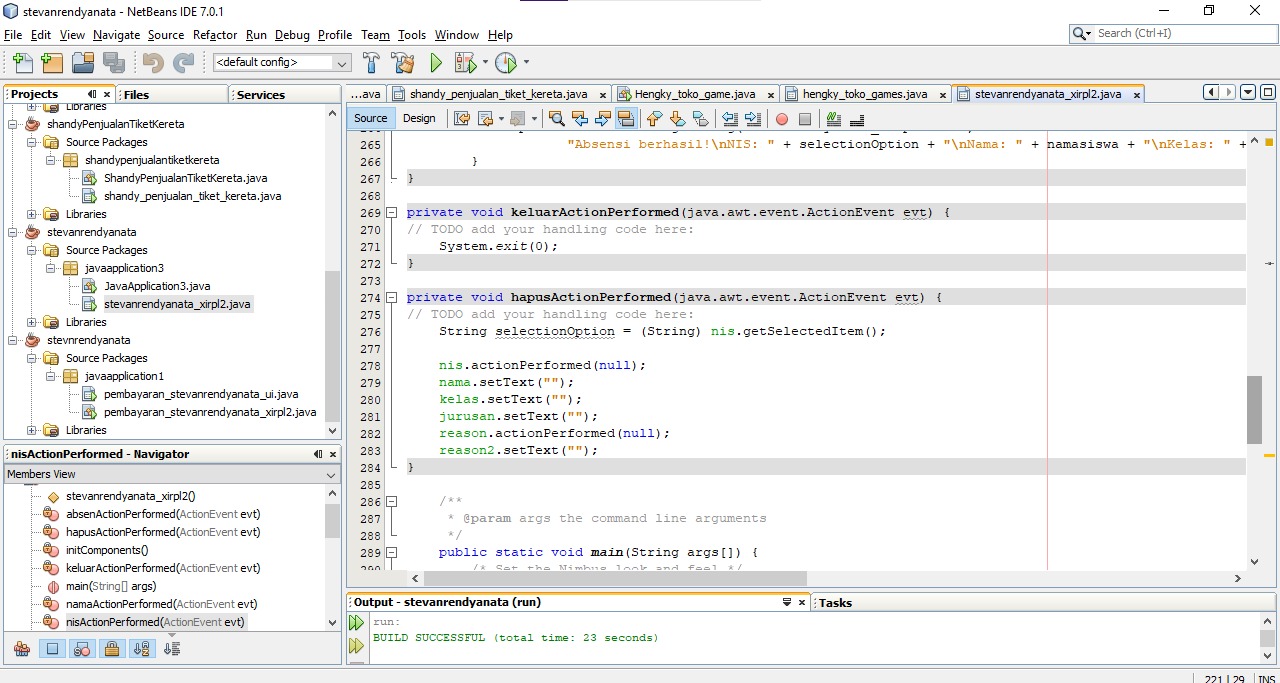 stevanrendyanata - NetBeans IDE 7.0.1
File Edit View Navigate Source Refactor Run Debug Profile Team Tools Window Help
Search (Ctrl+I)
<default config>
Projects
Files
Services
Libraries
shandyPenjualanTiketKereta
Source Packages
shandypenjualantiketkereta
ShandyPenjualanTiketKereta.java
shandy_penjualan_tiket_kereta.java
Libraries
stevanrendyanata
Source Packages
javaapplication3
JavaApplication3.java
stevanrendyanata_xirpl2.java
Libraries
stevnrendyanata
Source Packages
javaapplication1
pembayaran_stevanrendyanata_ui.java
pembayaran_stevanrendyanata_xirpl2.java
Libraries
nisActionPerformed - Navigator
Members View
stevanrendyanata_xirpl2()
absenActionPerformed(ActionEvent evt)
hapusActionPerformed(ActionEvent evt)
initComponents()
keluarActionPerformed(ActionEvent evt)
main(String[] args)
namaActionPerformed(ActionEvent evt)
nisActionPerformed(ActionEvent evt)
...ava shandy_penjualan_tiket_kereta.java Hengky_toko_game.java hengky_toko_games.java stevanrendyanata_xirpl2.java
Source Design
265 "Absensi berhasil!\nNIS: " + selectionOption + "\nNama: " + namasiswa + "\nKelas: " +
266 }
267 }
268
269 private void keluarActionPerformed(java.awt.event.ActionEvent evt) {
270 // TODO add your handling code here:
271 System.exit(0);
272 }
273
274 private void hapusActionPerformed(java.awt.event.ActionEvent evt) {
275 // TODO add your handling code here:
276 String selectionOption = (String) nis.getSelectedItem();
277
278 nis.actionPerformed(null);
279 nama.setText("");
280 kelas.setText("");
281 jurusan.setText("");
282 reason.actionPerformed(null);
283 reason2.setText("");
284 }
285
286 /**
287 * @param args the command line arguments
288 */
289 public static void main(String args[]) {
290 /* Set the Nimbus look and feel */
Output - stevanrendyanata (run)
Tasks
run:
BUILD SUCCESSFUL (total time: 23 seconds)
221 | 29 INS